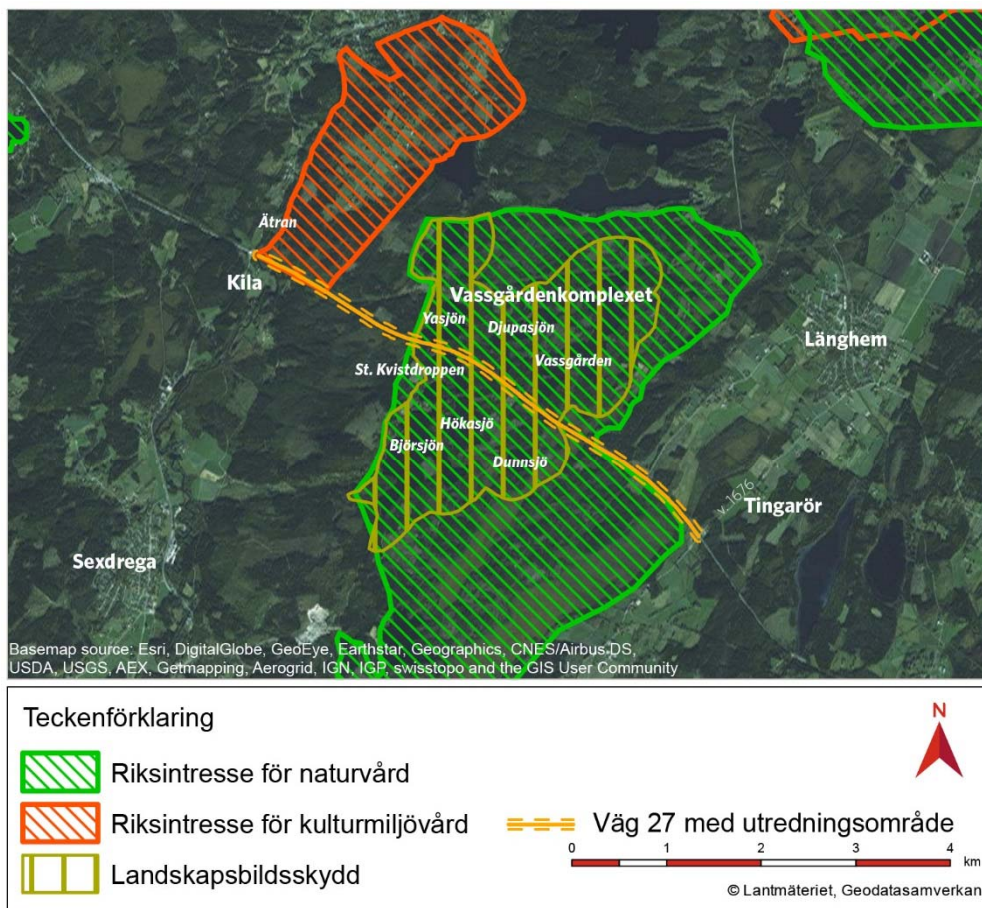 Ätran
Kila
Vassgårdenkomplexet
Yasjön
Djupasjön
Länghem
St. Kvistdroppen
Vassgården
Hökasjö
Björsjön
Dunnsjö
v. 1676
Tingarör
Sexdrega
Basemap source: Esri, DigitalGlobe, GeoEye, Earthstar, Geographics, CNES/Airbus DS,
USDA, USGS, AEX, Getmapping, Aerogrid, IGN, IGP, swisstopo and the GIS User Community
Teckenförklaring
N
Riksintresse för naturvård
Riksintresse för kulturmiljövård
Väg 27 med utredningsområde
Landskapsbildsskydd
0 1 2 3 4
km
© Lantmäteriet, Geodatasamverkan